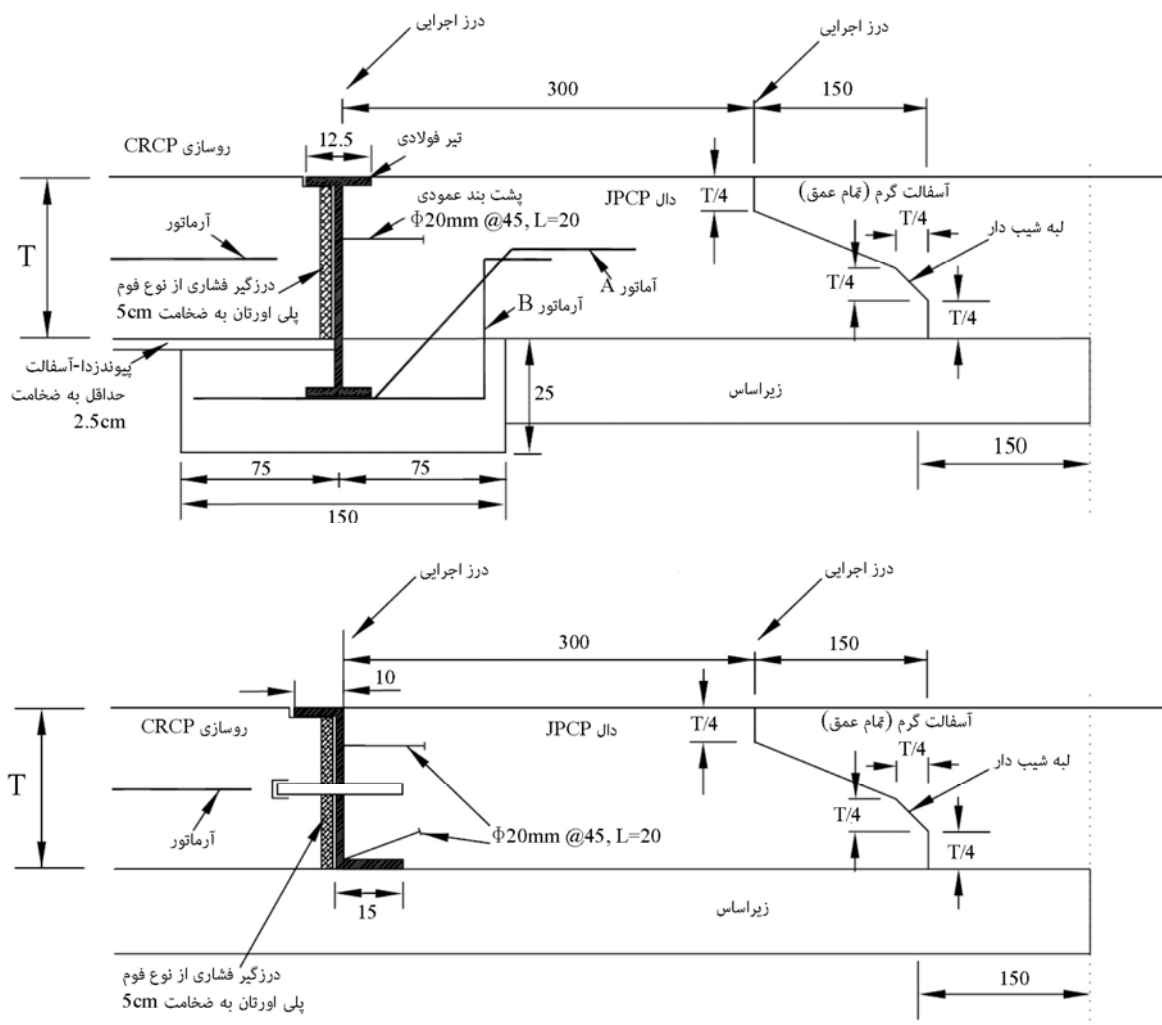 درز اجرایی
درز اجرایی
300
150
12.5
تیر فولادی
روسازی CRCP
پشت بند عمودی
Φ20mm @45, L=20
دال JPCP
T/4
آسفالت گرم (تمام عمق)
T/4
لبه شیب دار
T
آرماتور
درزگیر فشاری از نوع فوم
پلی اورتان به ضخامت 5cm
آماتور A
آرماتور B
T/4
T/4
پیوندزدا-آسفالت
حداقل به ضخامت
2.5cm
25
زیراساس
75
75
150
150
درز اجرایی
درز اجرایی
300
150
10
روسازی CRCP
دال JPCP
T/4
آسفالت گرم (تمام عمق)
T/4
لبه شیب دار
T
آرماتور
Φ20mm @45, L=20
T/4
T/4
15
زیراساس
درزگیر فشاری از نوع فوم
پلی اورتان به ضخامت 5cm
150